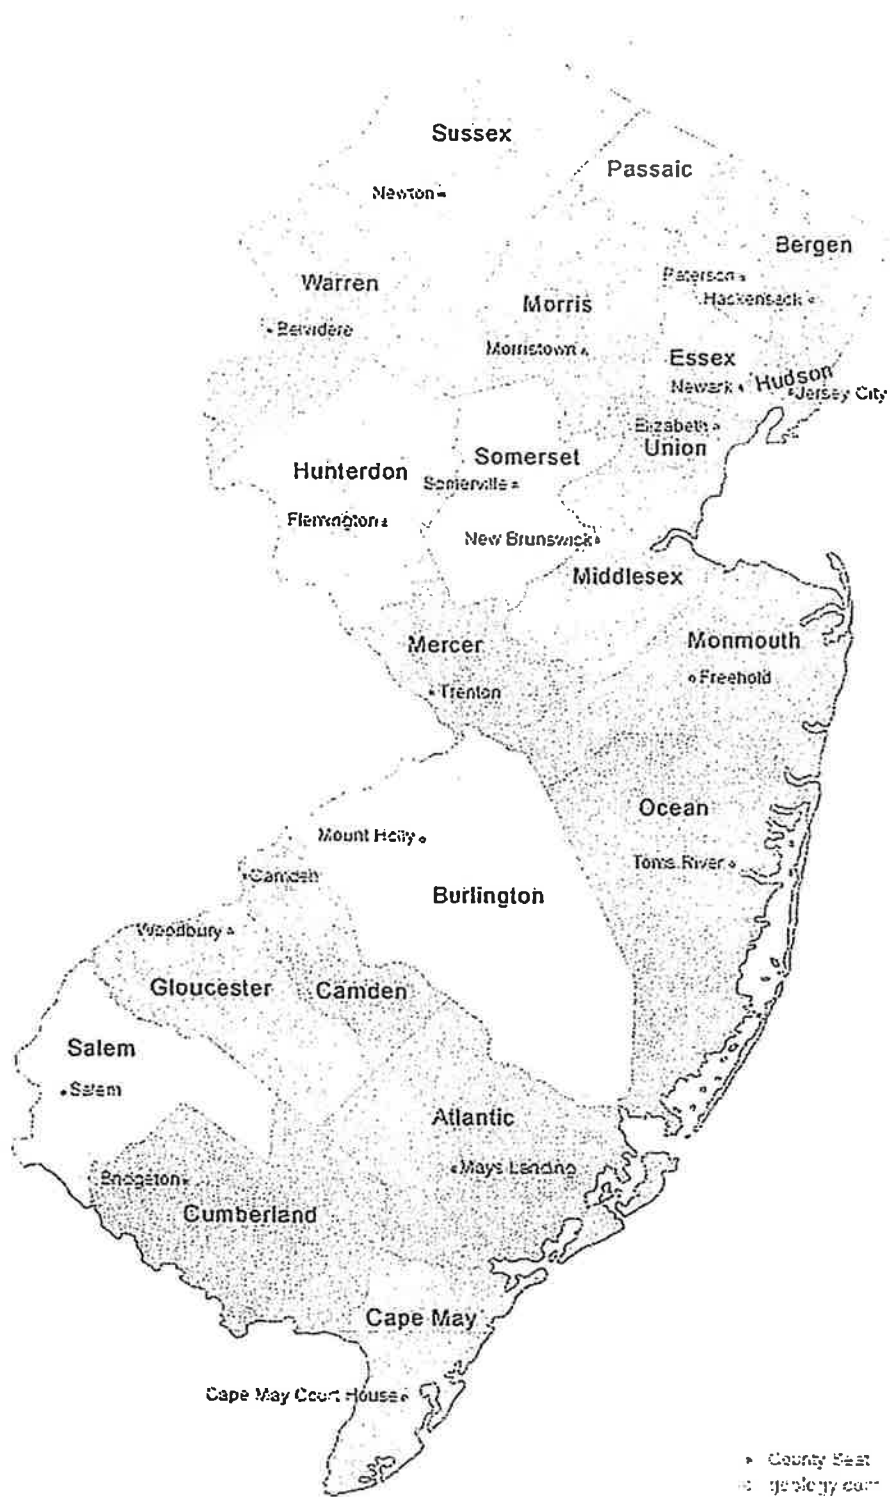 Sussex
Passaic
Newton
Bergen
Paterson
Warren
Hackensack
Morris
Belvidere
Morristown
Essex
Newark
Hudson
Jersey City
Elizabeth
Union
Somerset
Hunterdon
Somerville
Flemington
New Brunswick
Middlesex
Mercer
Monmouth
Freehold
Trenton
Ocean
Mount Holly
Toms River
Camden
Burlington
Woodbury
Gloucester
Camden
Salem
Salem
Atlantic
Mays Landing
Bridgeton
Cumberland
Cape May
Cape May Court House
County Seat
geology.com